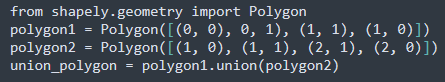 from shapely.geometry import Polygon
polygon1 = Polygon([(0, 0), 0, 1), (1, 1), (1, 0)])
polygon2 = Polygon([(1, 0), (1, 1), (2, 1), (2, 0)])
union_polygon = polygon1.union(polygon2)